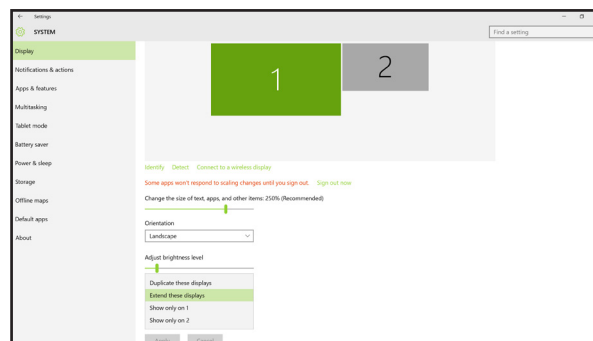 Settings
SYSTEM
Find a setting
Display
Notifications & actions
Apps & features
Multitasking
Tablet mode
Battery saver
Power & sleep
Storage
Offline maps
Default apps
About
1
2
Identify Detect Connect to a wireless display
Some apps won't respond to scaling changes until you sign out. Sign out now
Change the size of text, apps, and other items: 250% (Recommended)
Orientation
Landscape
Adjust brightness level
Duplicate these displays
Extend these displays
Show only on 1
Show only on 2
Apply Cancel